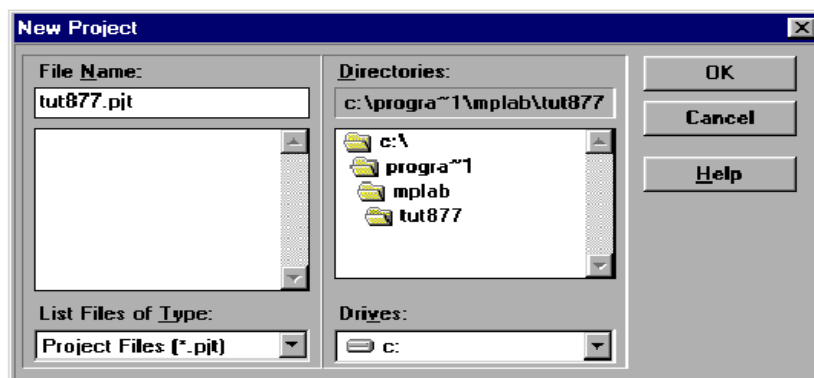 New Project
File Name:
tut877.pjt
List Files of Type:
Project Files (*.pjt)
Directories:
c:\progra~1\mplab\tut877
c:\
progra~1
mplab
tut877
Drives:
c:
OK
Cancel
Help